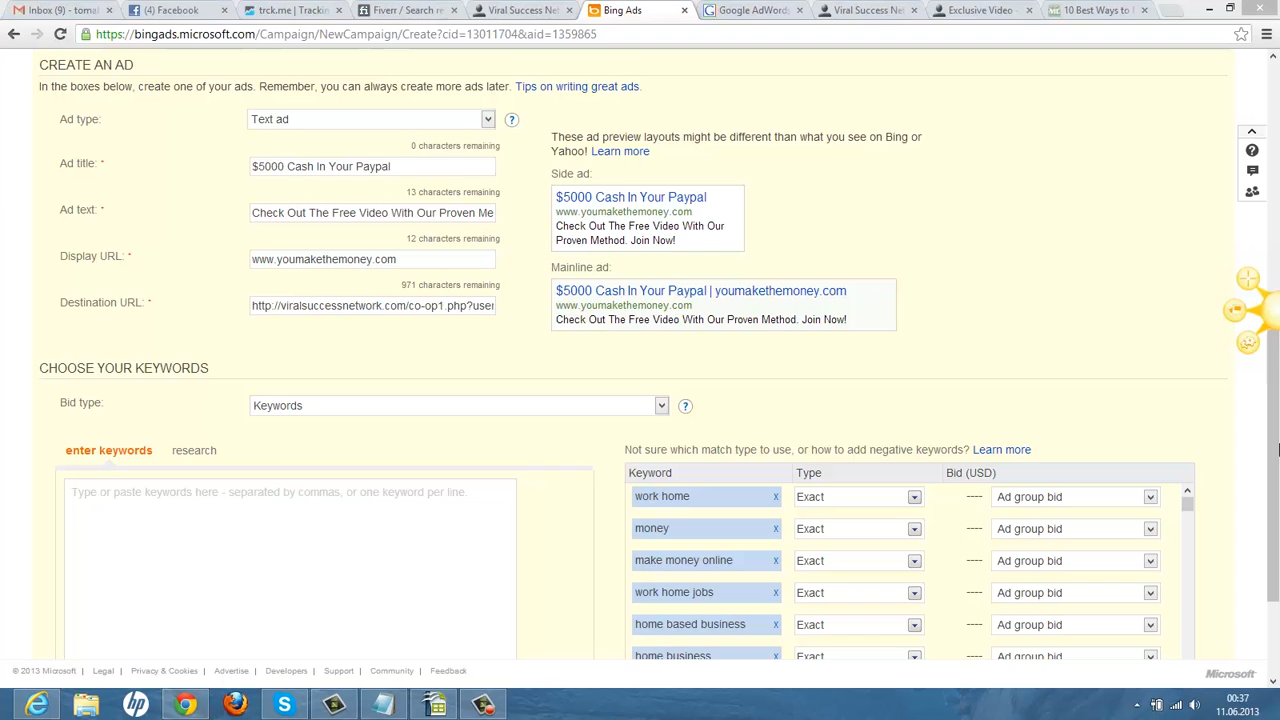 Inbox (9) - tomal
(4) Facebook
trck.me | Trackin
Fiverr / Search re
Viral Success Net
Bing Ads
Google AdWord
Viral Success Net
Exclusive Video
10 Best Ways to
https://bingads.microsoft.com/Campaign/NewCampaign/Create?cid=13011704&aid=1359865
CREATE AN AD
In the boxes below, create one of your ads. Remember, you can always create more ads later. Tips on writing great ads.
Ad type:
Text ad
?
0 characters remaining
Ad title: *
$5000 Cash In Your Paypal
13 characters remaining
Ad text: *
Check Out The Free Video With Our Proven Me
12 characters remaining
Display URL: *
www.youmakethemoney.com
971 characters remaining
Destination URL: *
http://viralsuccessnetwork.com/co-op1.php?user
These ad preview layouts might be different than what you see on Bing or
Yahoo! Learn more
Side ad:
$5000 Cash In Your Paypal
www.youmakethemoney.com
Check Out The Free Video With Our
Proven Method. Join Now!
Mainline ad:
$5000 Cash In Your Paypal | youmakethemoney.com
www.youmakethemoney.com
Check Out The Free Video With Our Proven Method. Join Now!
CHOOSE YOUR KEYWORDS
Bid type:
Keywords
?
enter keywords
research
Type or paste keywords here - separated by commas, or one keyword per line.
Not sure which match type to use, or how to add negative keywords? Learn more
Keyword Type Bid (USD)
work home x Exact ---- Ad group bid
money x Exact ---- Ad group bid
make money online x Exact ---- Ad group bid
work home jobs x Exact ---- Ad group bid
home based business x Exact ---- Ad group bid
home business x Exact ---- Ad group bid
© 2013 Microsoft | Legal | Privacy & Cookies | Advertise | Developers | Support | Community | Feedback
Microsoft
00:37
11.06.2013